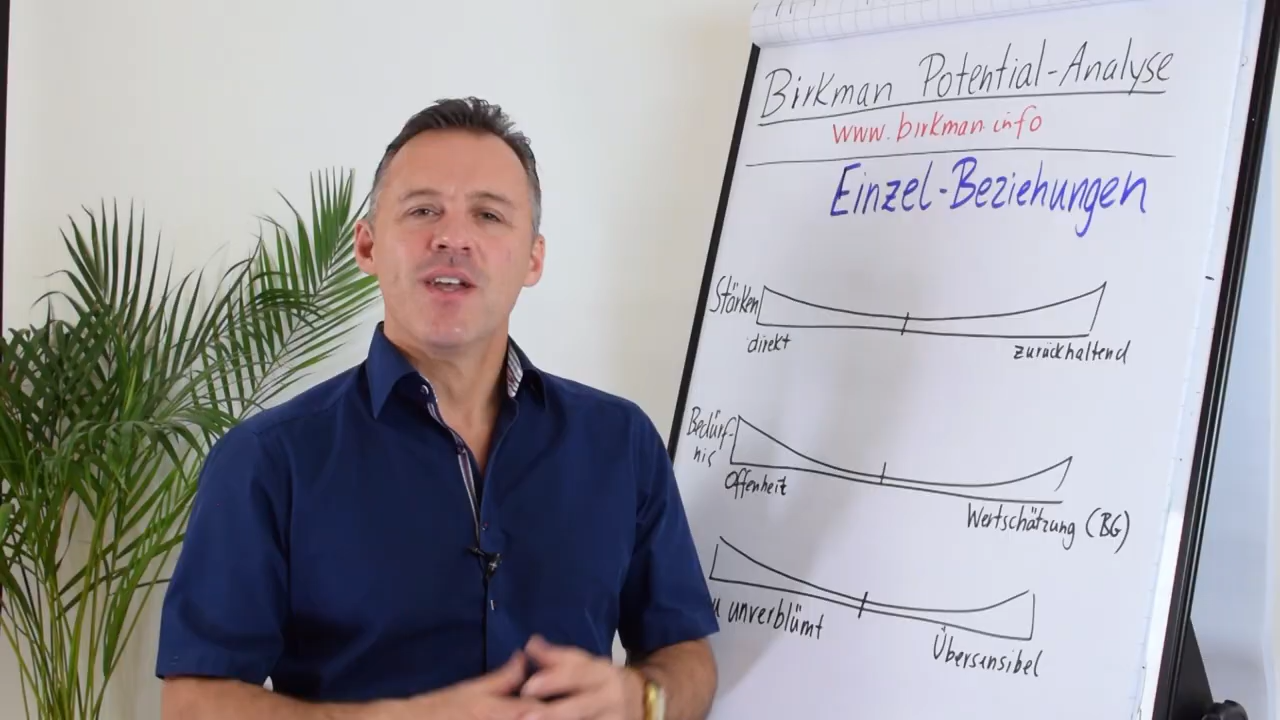 Birkman Potential-Analyse
www.birkman.info
Einzel-Beziehungen
Stärken
direkt
zurückhaltend
Bedürf-
nis
Offenheit
Wertschätzung (BG)
unverblümt
Übersensibel